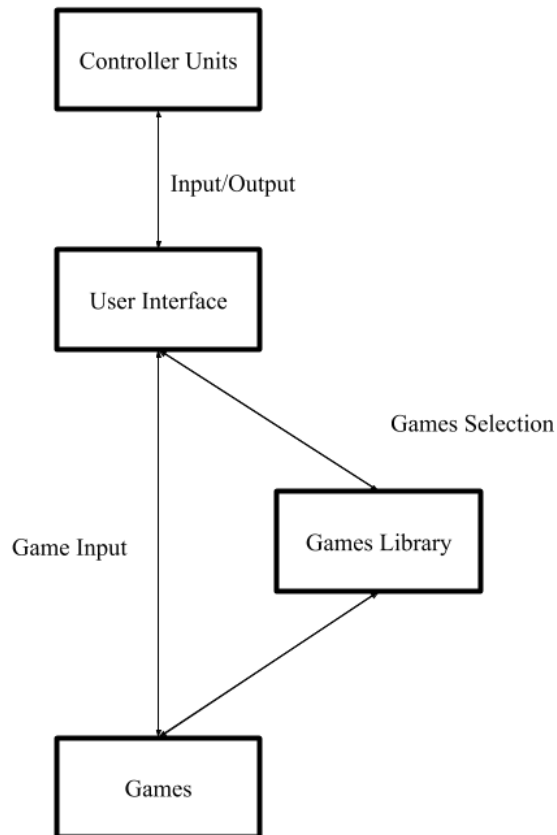 Controller Units
Input/Output
User Interface
Games Selection
Game Input
Games Library
Games